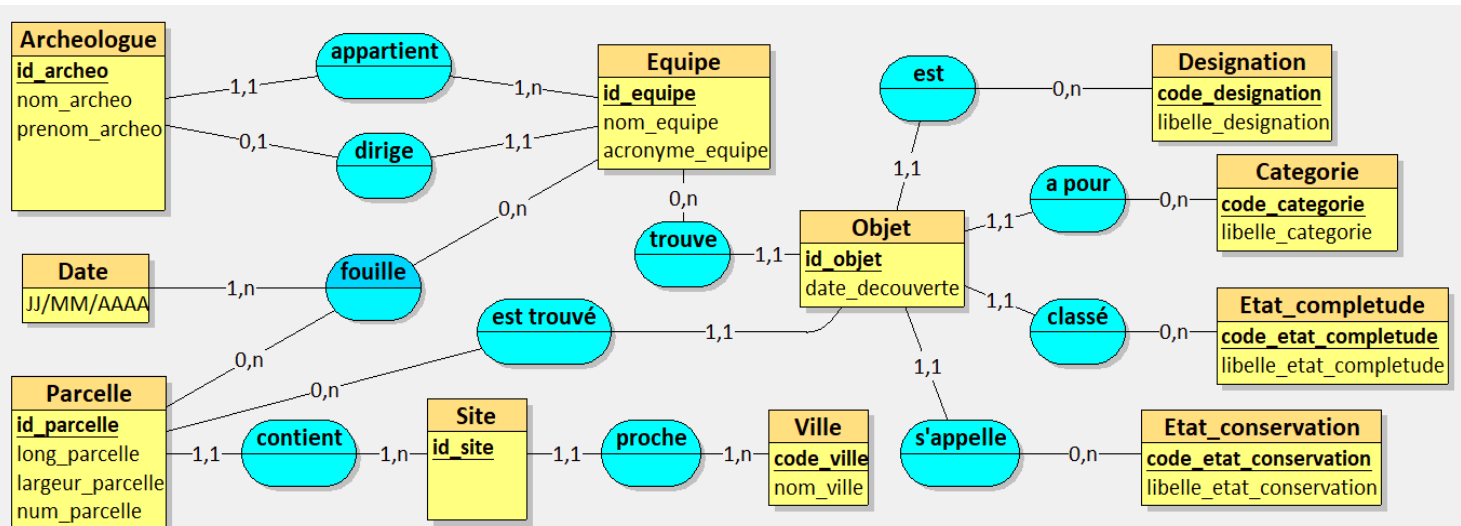 Archeologue
id_archeo
nom_archeo
prenom_archeo
appartient
1,1
1,n
dirige
0,1
1,1
Equipe
id_equipe
nom_equipe
acronyme_equipe
est
1,1
0,n
Designation
code_designation
libelle_designation
a pour
1,1
0,n
Categorie
code_categorie
libelle_categorie
0,n
trouve
1,1
Objet
id_objet
date_decouverte
0,n
Date
JJ/MM/AAAA
1,n
fouille
0,n
est trouvé
1,1
0,n
1,1
classé
0,n
Etat_completude
code_etat_completude
libelle_etat_completude
Parcelle
id_parcelle
long_parcelle
largeur_parcelle
num_parcelle
1,1
contient
1,n
Site
id_site
1,1
proche
1,n
Ville
code_ville
nom_ville
1,1
s'appelle
0,n
Etat_conservation
code_etat_conservation
libelle_etat_conservation